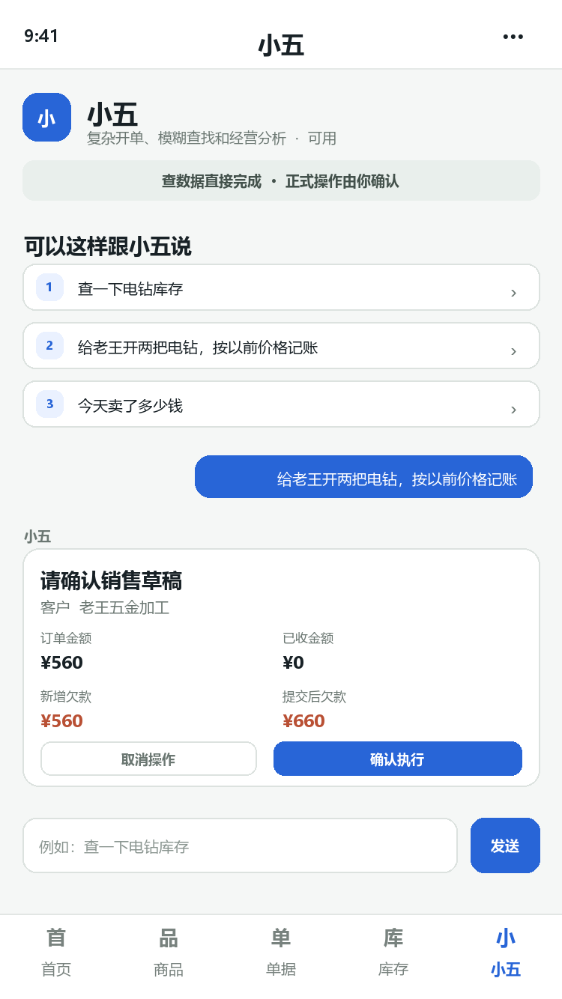 9:41
小五
•••
小
小五
复杂开单、模糊查找和经营分析 · 可用
查数据直接完成 • 正式操作由你确认
可以这样跟小五说
1 查一下电钻库存 ›
2 给老王开两把电钻，按以前价格记账 ›
3 今天卖了多少钱 ›
给老王开两把电钻，按以前价格记账
小五
请确认销售草稿
客户 老王五金加工
订单金额 已收金额
¥560 ¥0
新增欠款 提交后欠款
¥560 ¥660
取消操作 确认执行
例如：查一下电钻库存 发送
首 品 单 库 小
首页 商品 单据 库存 小五